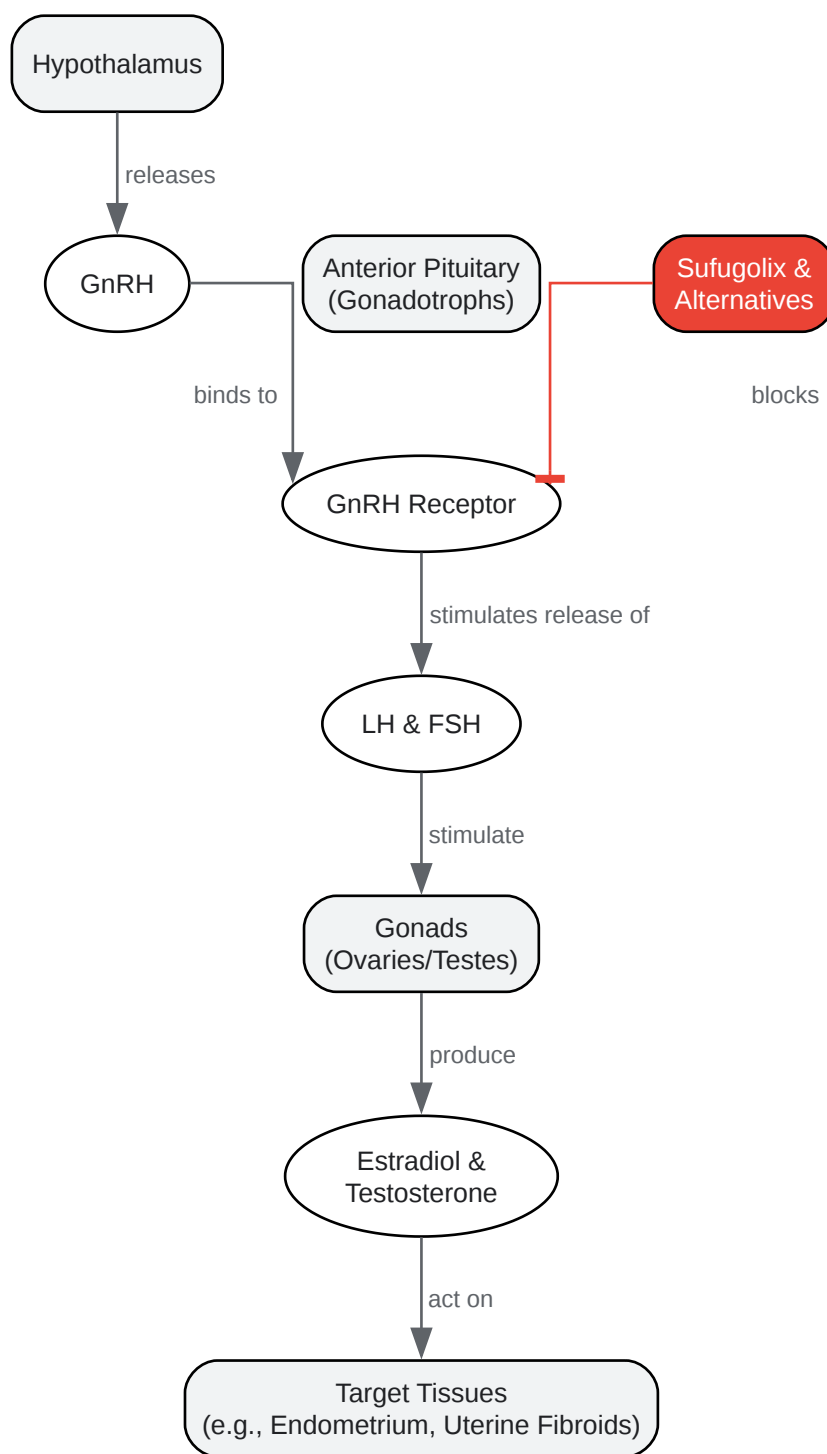 Hypothalamus
releases
GnRH
Anterior Pituitary
(Gonadotrophs)
Sufugolix &
Alternatives
binds to
blocks
GnRH Receptor
stimulates release of
LH & FSH
stimulate
Gonads
(Ovaries/Testes)
produce
Estradiol &
Testosterone
act on
Target Tissues
(e.g., Endometrium, Uterine Fibroids)